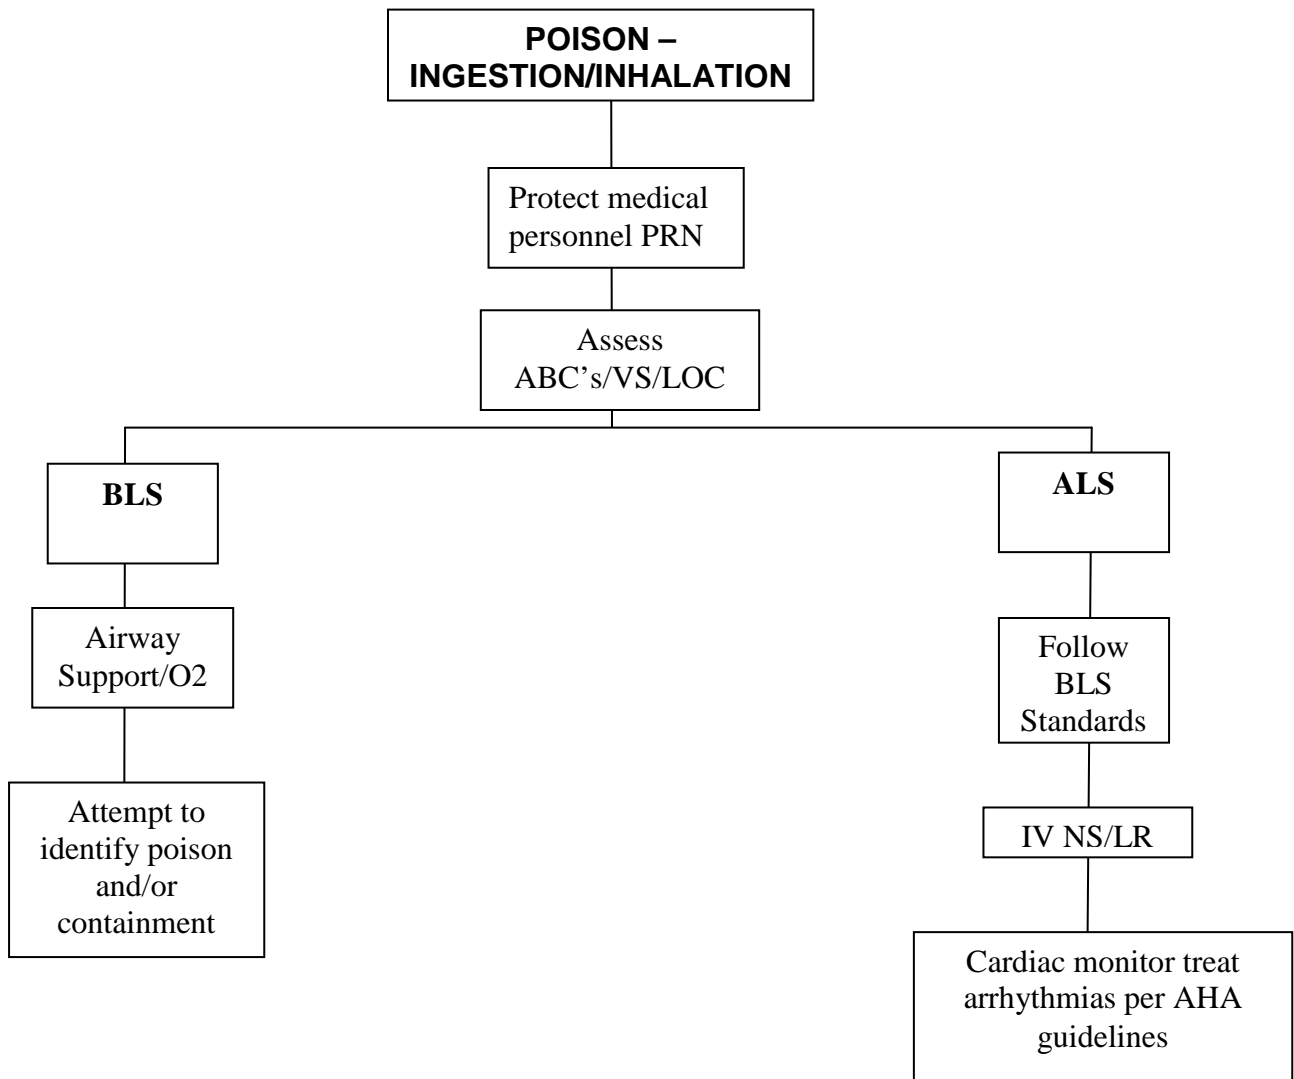 POISON –
INGESTION/INHALATION
Protect medical
personnel PRN
Assess
ABC’s/VS/LOC
BLS
ALS
Airway
Support/O2
Follow
BLS
Standards
Attempt to
identify poison
and/or
containment
IV NS/LR
Cardiac monitor treat
arrhythmias per AHA
guidelines